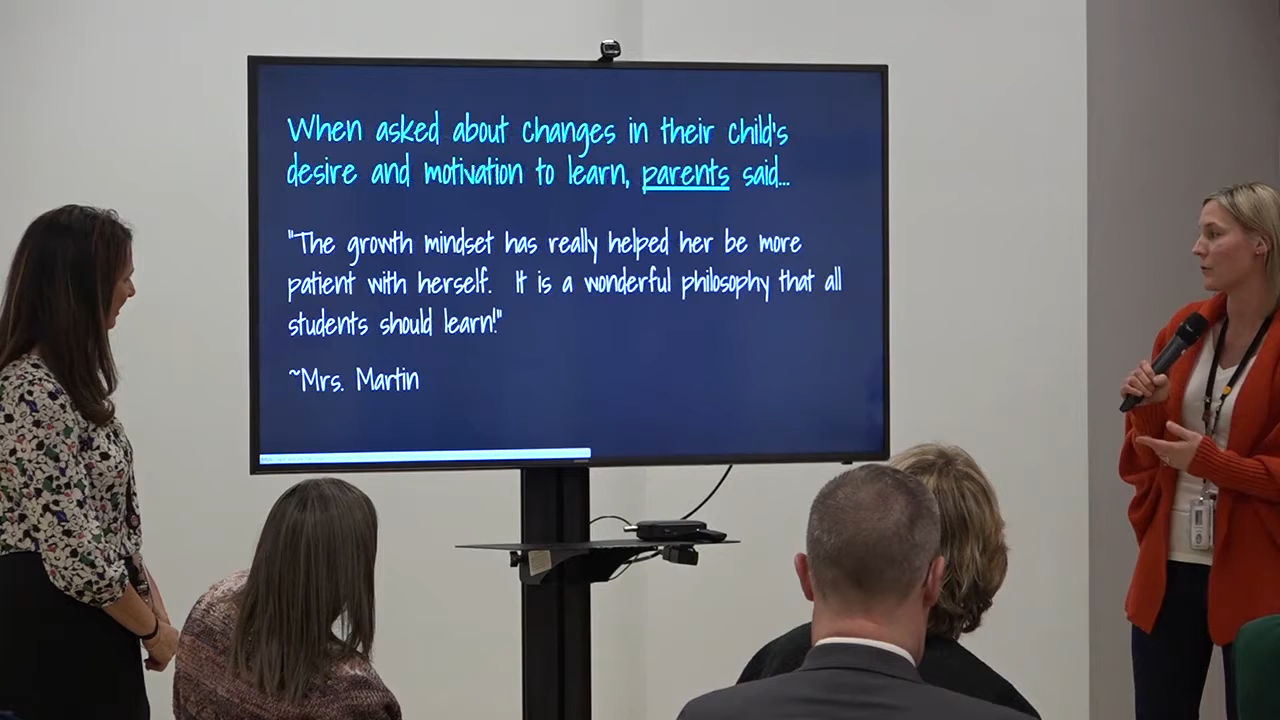 When asked about changes in their child's
desire and motivation to learn, parents said...
"The growth mindset has really helped her be more
patient with herself.  It is a wonderful philosophy that all
students should learn!"
~Mrs. Martin